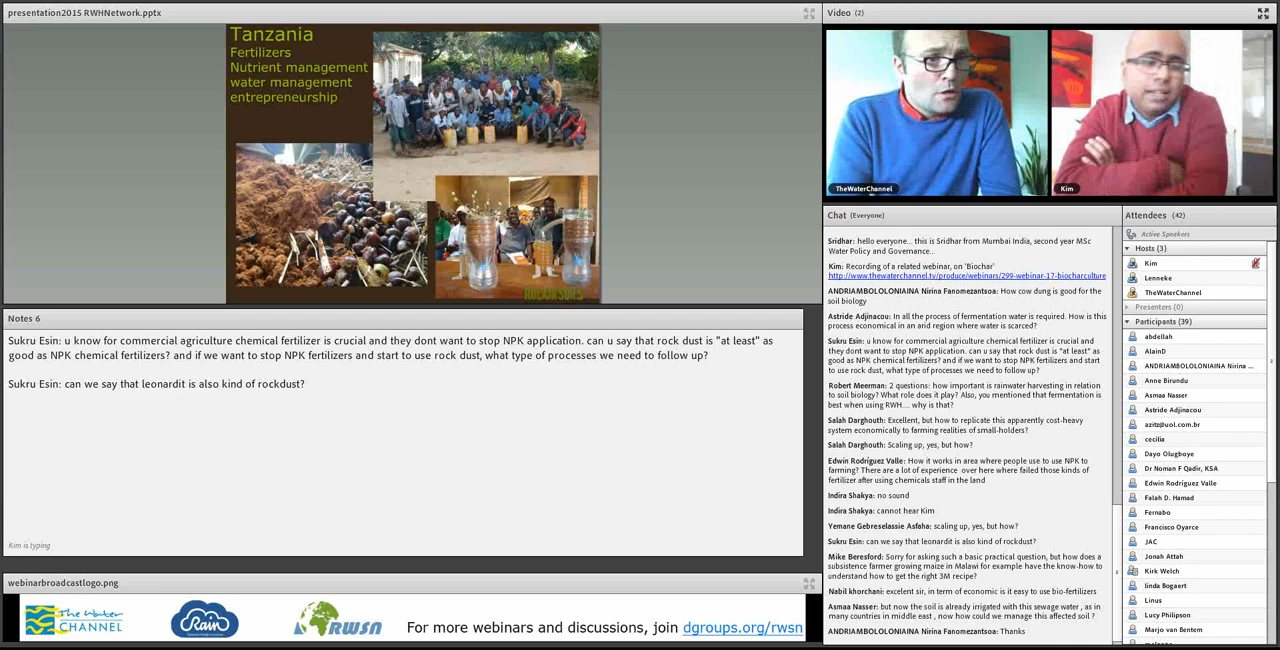 presentation2015 RWHNetwork.pptx
Tanzania
Fertilizers
Nutrient management
water management
entrepreneurship
Notes 6
Sukru Esin: u know for commercial agriculture chemical fertilizer is crucial and they dont want to stop NPK application. can u say that rock dust is "at least" as
good as NPK chemical fertilizers? and if we want to stop NPK fertilizers and start to use rock dust, what type of processes we need to follow up?
Sukru Esin: can we say that leonardit is also kind of rockdust?
Kim is typing
webinarbroadcastlogo.png
the Water
CHANNEL
Rain
RWSN
For more webinars and discussions, join dgroups.org/rwsn
Video (2)
TheWaterChannel
Kim
Chat (Everyone)
Sridhar: hello everyone... this is Sridhar from Mumbai India, second year MSc
Water Policy and Governance...
Kim: Recording of a related webinar, on 'Biochar'
http://www.thewaterchannel.tv/produce/webinars/299-webinar-17-biocharculture
ANDRIAMBOLOLONIAINA Nirina Fanomezantsoa: How cow dung is good for the
soil biology
Astride Adjinacou: In all the process of fermentation water is required. How is this
process economical in an arid region where water is scarced?
Sukru Esin: u know for commercial agriculture chemical fertilizer is crucial and
they dont want to stop NPK application. can u say that rock dust is "at least" as
good as NPK chemical fertilizers? and if we want to stop NPK fertilizers and start
to use rock dust, what type of processes we need to follow up?
Robert Meerman: 2 questions: how important is rainwater harvesting in relation
to soil biology? What role does it play? Also, you mentioned that fermentation is
best when using RWH.... why is that?
Salah Darghouth: Excellent, but how to replicate this apparently cost-heavy
system economically to farming realities of small-holders?
Salah Darghouth: Scaling up, yes, but how?
Edwin Rodríguez Valle: How it works in area where people use to use NPK to
farming? There are a lot of experience over here where failed those kinds of
fertilizer after using chemicals staff in the land
Indira Shakya: no sound
Indira Shakya: cannot hear Kim
Yemane Gebreselassie Asfaha: scaling up, yes, but how?
Sukru Esin: can we say that leonardit is also kind of rockdust?
Mike Beresford: Sorry for asking such a basic practical question, but how does a
subsistence farmer growing maize in Malawi for example have the know-how to
understand how to get the right 3M recipe?
Nabil khorchani: excelent sir, in term of economic is it easy to use bio-fertilizers
Asmaa Nasser: but now the soil is already irrigated with this sewage water , as in
many countries in middle east , now how could we manage this affected soil ?
ANDRIAMBOLOLONIAINA Nirina Fanomezantsoa: Thanks
Attendees (42)
Active Speakers
Hosts (3)
Kim
Lenneke
TheWaterChannel
Presenters (0)
Participants (39)
abdellah
AlainD
ANDRIAMBOLOLONIAINA Nirina ...
Anne Birundu
Asmaa Nasser
Astride Adjinacou
azitz@uol.com.br
cecilia
Dayo Olugboye
Dr Noman F Qadir, KSA
Edwin Rodríguez Valle
Falah D. Hamad
Fernabo
Francisco Oyarce
JAC
Jonah Attah
Kirk Welch
linda Bogaert
Linus
Lucy Philipson
Marjo van Bentem